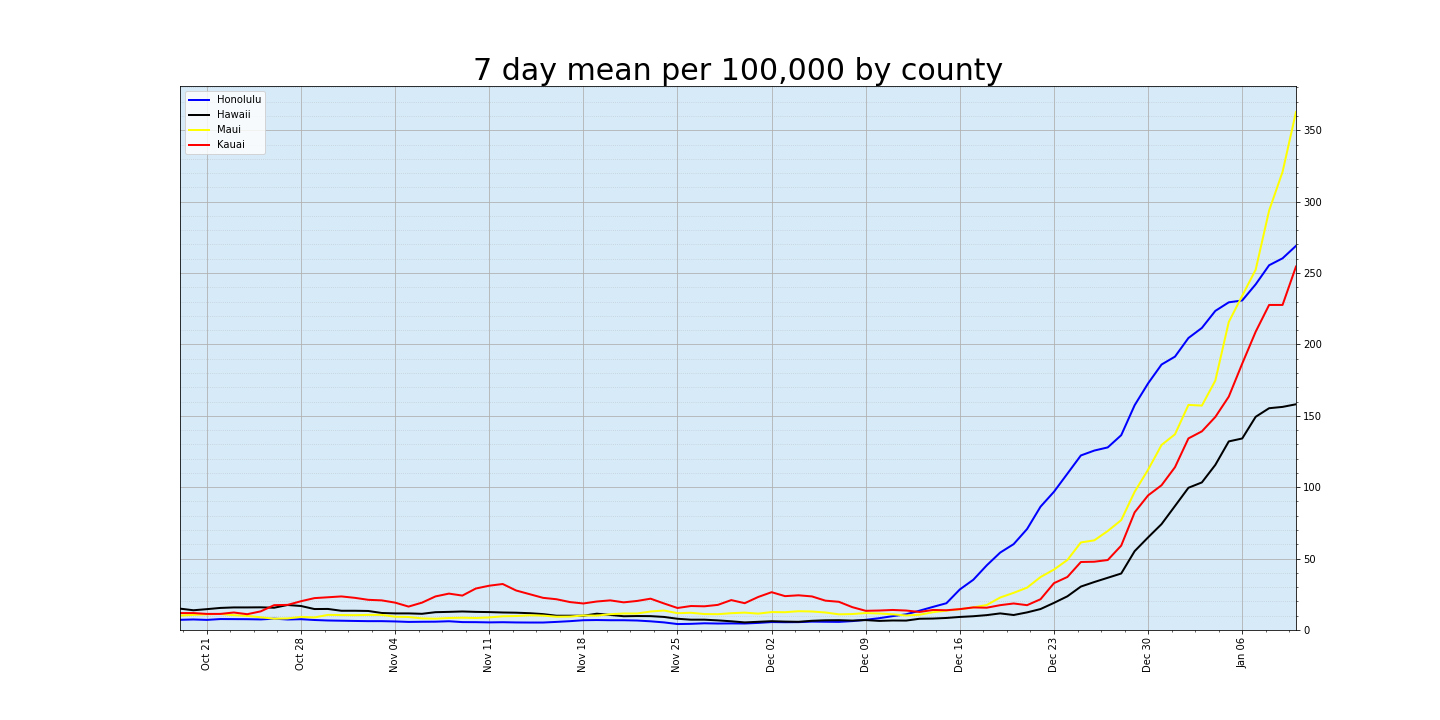 7 day mean per 100,000 by county
Honolulu
Hawaii
Maui
Kauai
350
300
250
200
150
100
50
0
Oct 21
Oct 28
Nov 04
Nov 11
Nov 18
Nov 25
Dec 02
Dec 09
Dec 16
Dec 23
Dec 30
Jan 06